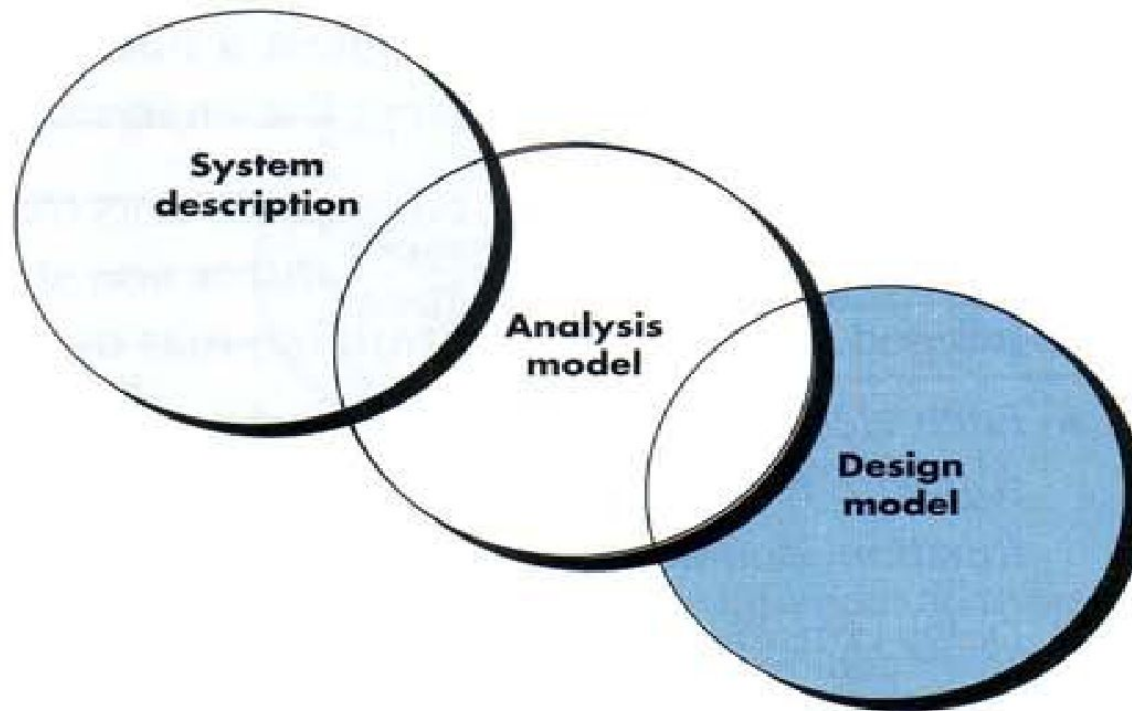 System
description
Analysis
model
Design
model